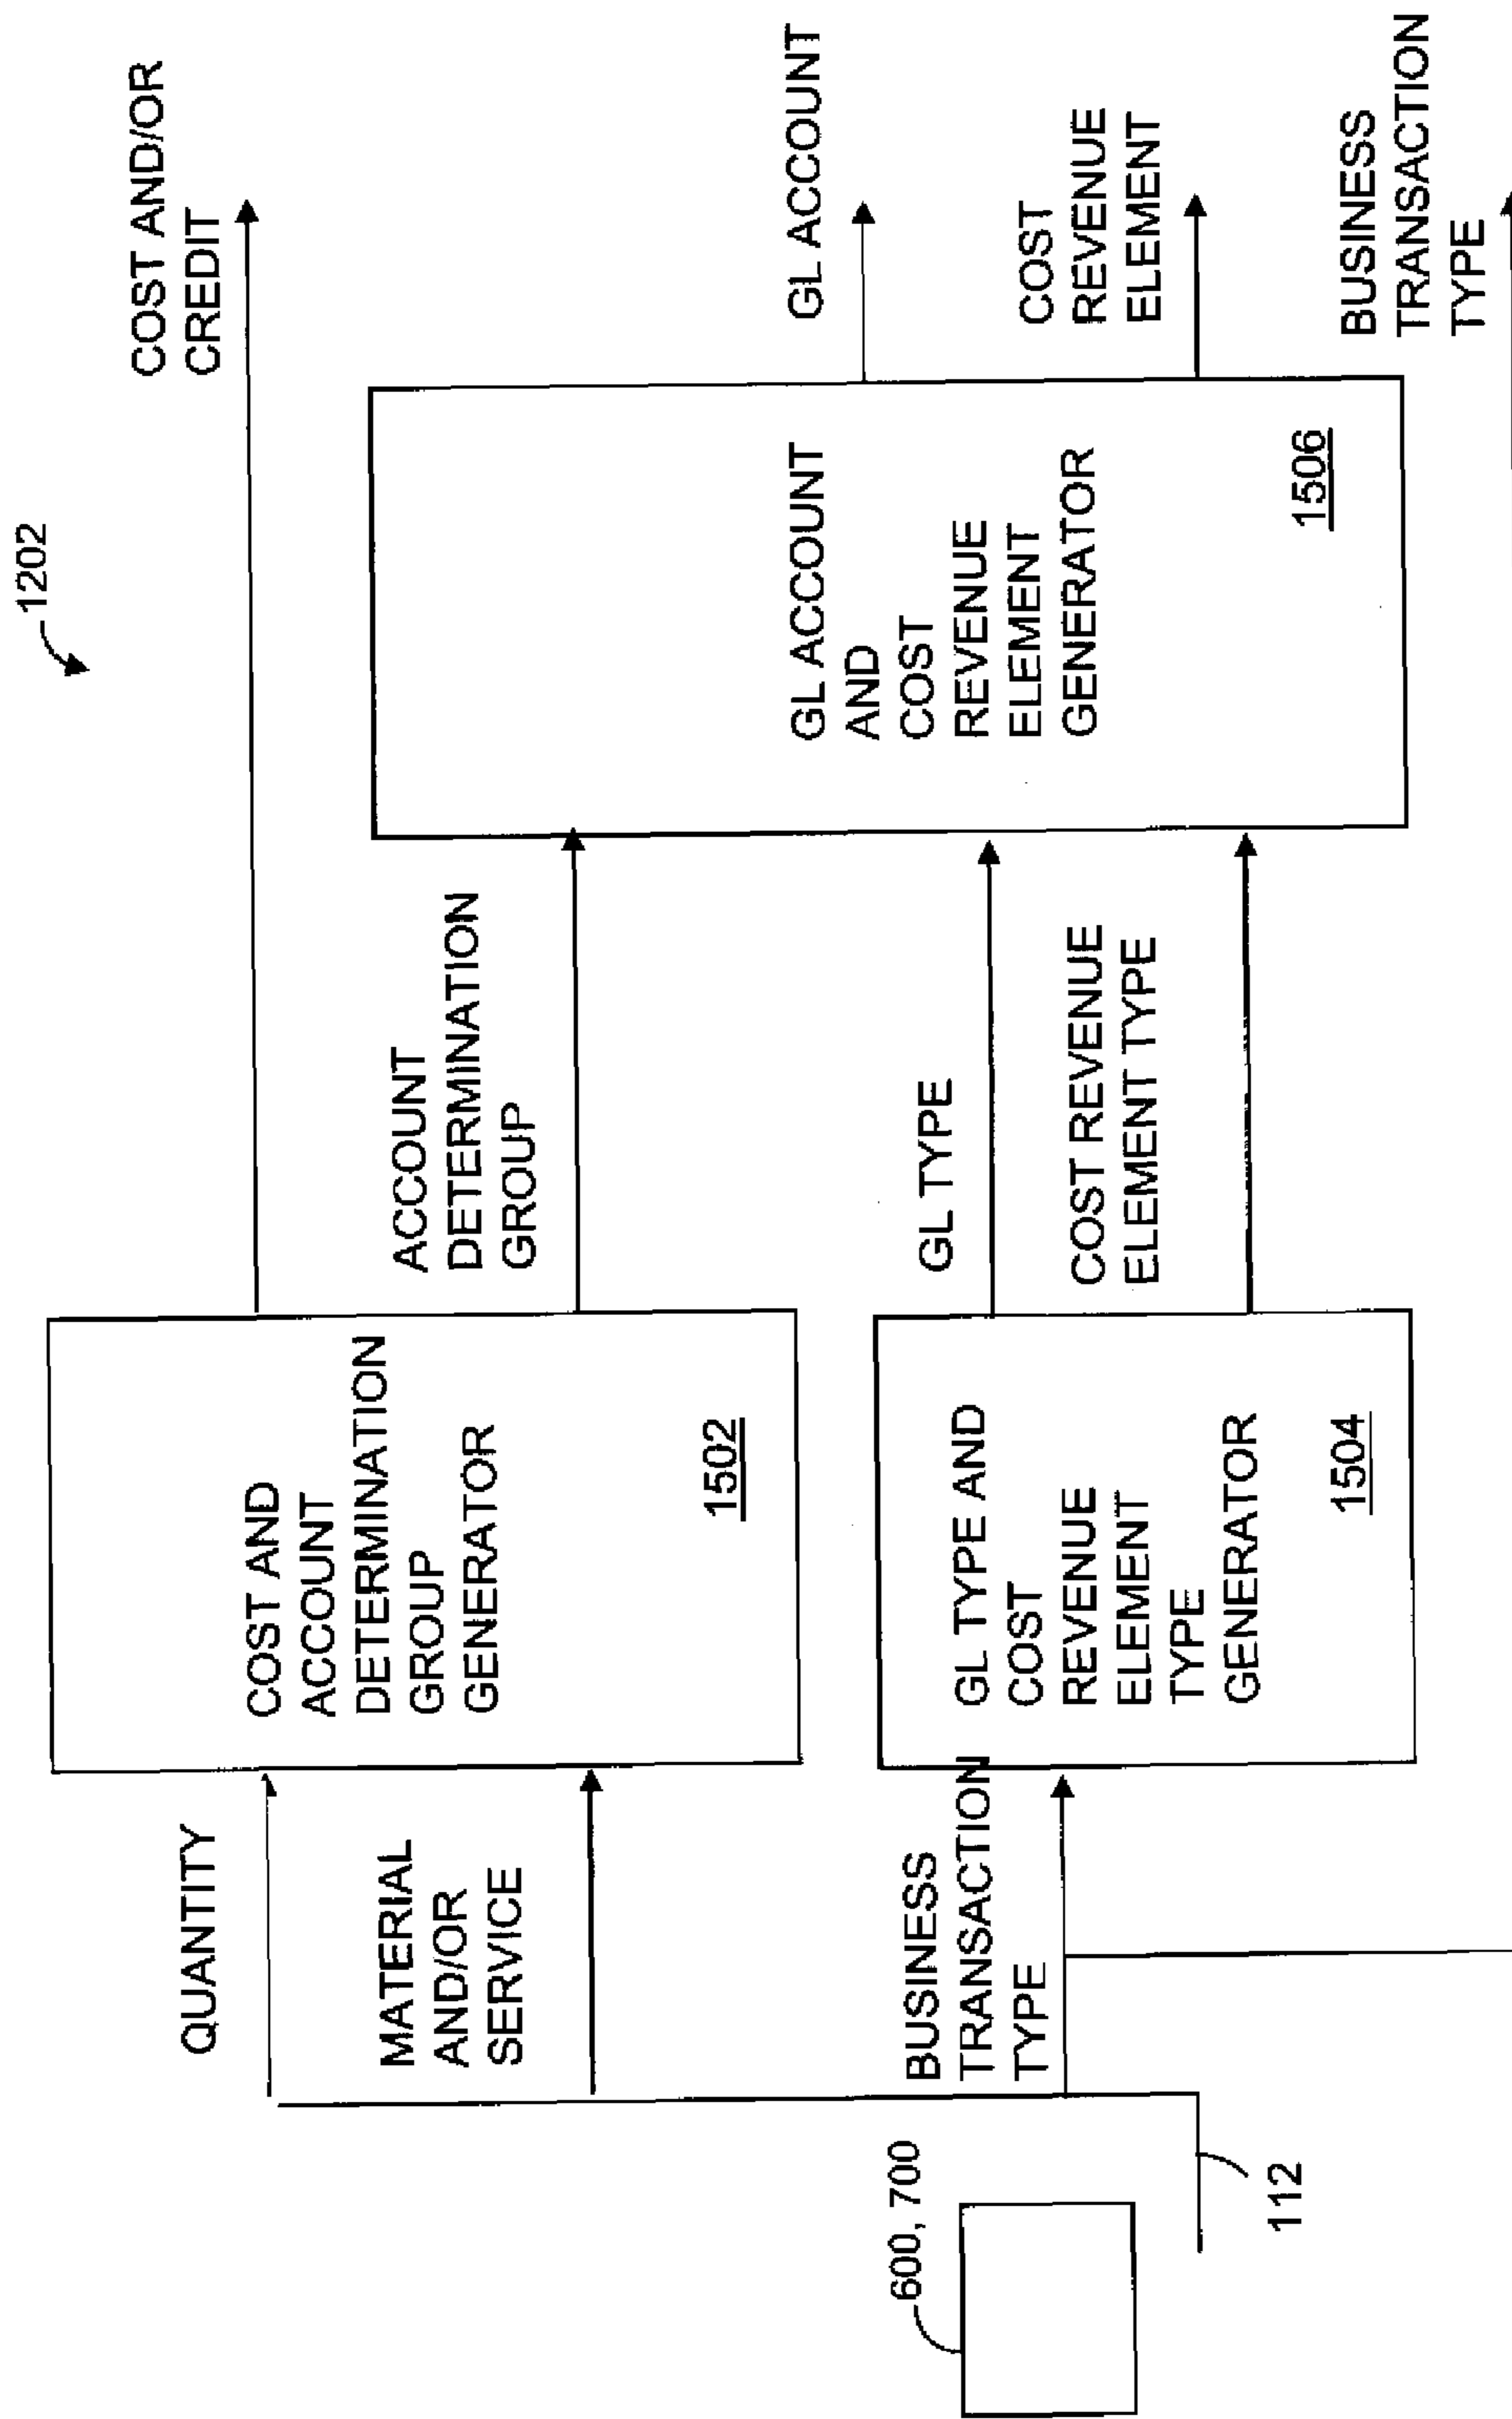 1202
COST AND/OR
CREDIT
QUANTITY
MATERIAL
AND/OR
SERVICE
COST AND
ACCOUNT
DETERMINATION
GROUP
GENERATOR
1502
ACCOUNT
DETERMINATION
GROUP
GL ACCOUNT
AND
COST
REVENUE
ELEMENT
GENERATOR
1506
GL ACCOUNT
COST
REVENUE
ELEMENT
BUSINESS
TRANSACTION
TYPE
600, 700
112
BUSINESS
TRANSACTION
TYPE
GL TYPE AND
COST
REVENUE
ELEMENT
TYPE
GENERATOR
1504
GL TYPE
COST REVENUE
ELEMENT TYPE